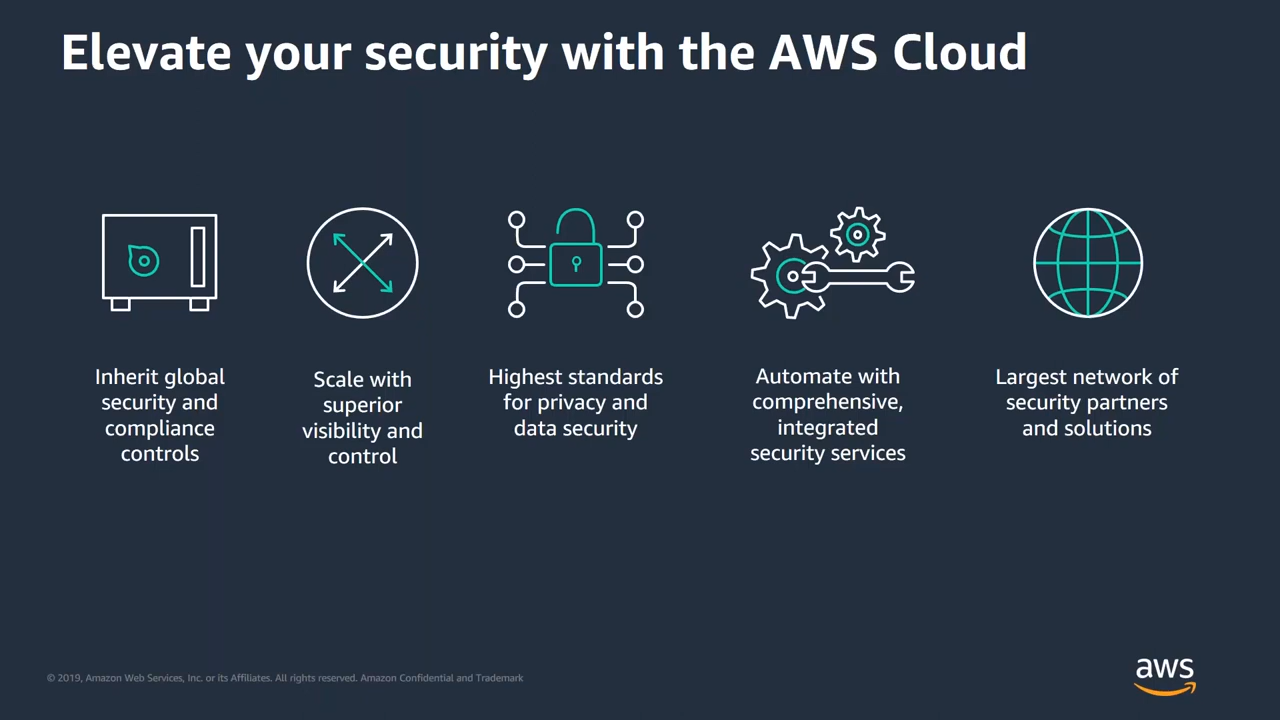 Elevate your security with the AWS Cloud
Inherit global
security and
compliance
controls
Scale with
superior
visibility and
control
Highest standards
for privacy and
data security
Automate with
comprehensive,
integrated
security services
Largest network of
security partners
and solutions
© 2019, Amazon Web Services, Inc. or its Affiliates. All rights reserved. Amazon Confidential and Trademark
aws